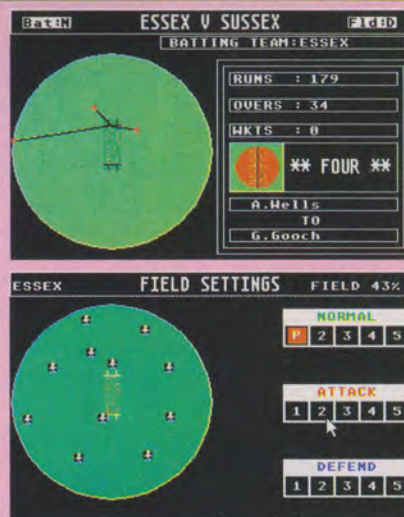 Bat:N ESSEX V SUSSEX Fld:D
BATTING TEAM:ESSEX
RUNS : 179
OVERS : 34
WKTS : 0
** FOUR **
A.Wells
TO
G.Gooch
ESSEX FIELD SETTINGS FIELD 43%
NORMAL
P 2 3 4 5
ATTACK
1 2 3 4 5
DEFEND
1 2 3 4 5